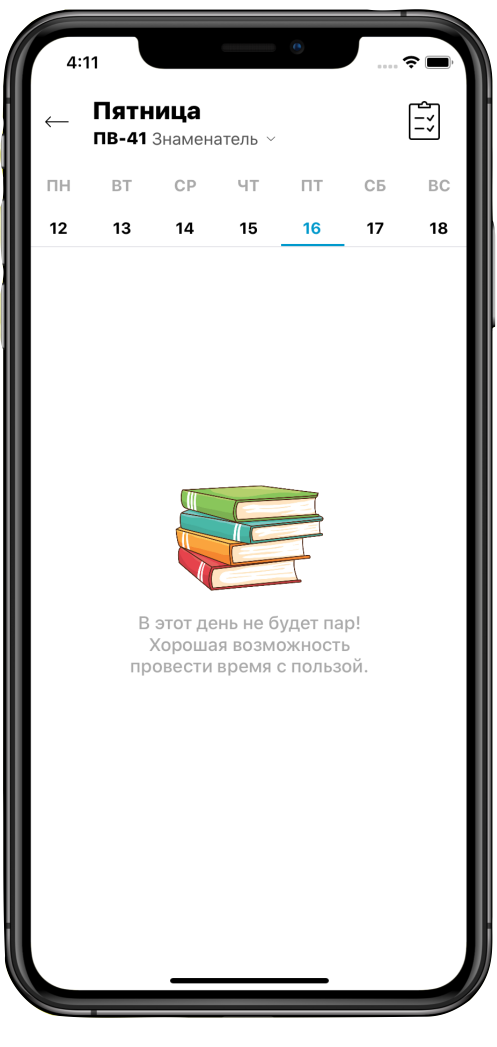 4:11
Пятница
ПВ-41 Знаменатель
ПН ВТ СР ЧТ ПТ СБ ВС
12 13 14 15 16 17 18
В этот день не будет пар!
Хорошая возможность
провести время с пользой.